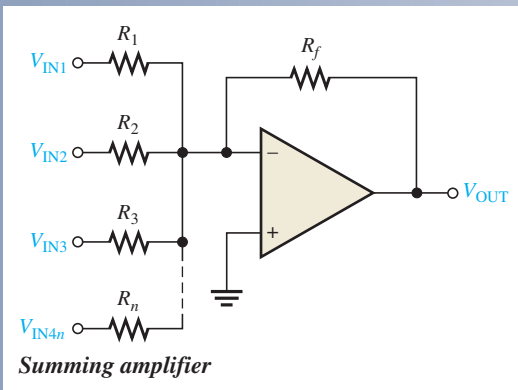 R1
Rf
VIN1
R2
VIN2
−
VOUT
R3
+
VIN3
Rn
VIN4n
Summing amplifier